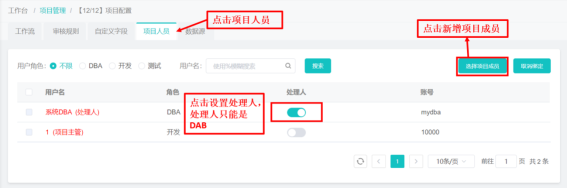 工作台 / 项目管理 / 【12/12】项目配置
点击项目人员
点击新增项目成员
工作流 审核规则 自定义字段 项目人员 数据源
用户角色: 不限 DBA 开发 测试 用户名: 搜索 选择项目成员 取消绑定
用户名 角色 处理人 账号
系统DBA (处理人) DBA mydba
1 (项目主管) 开发 10000
点击设置处理人,
处理人只能是
DAB
1 10条/页 前往 1 页 共 2 条